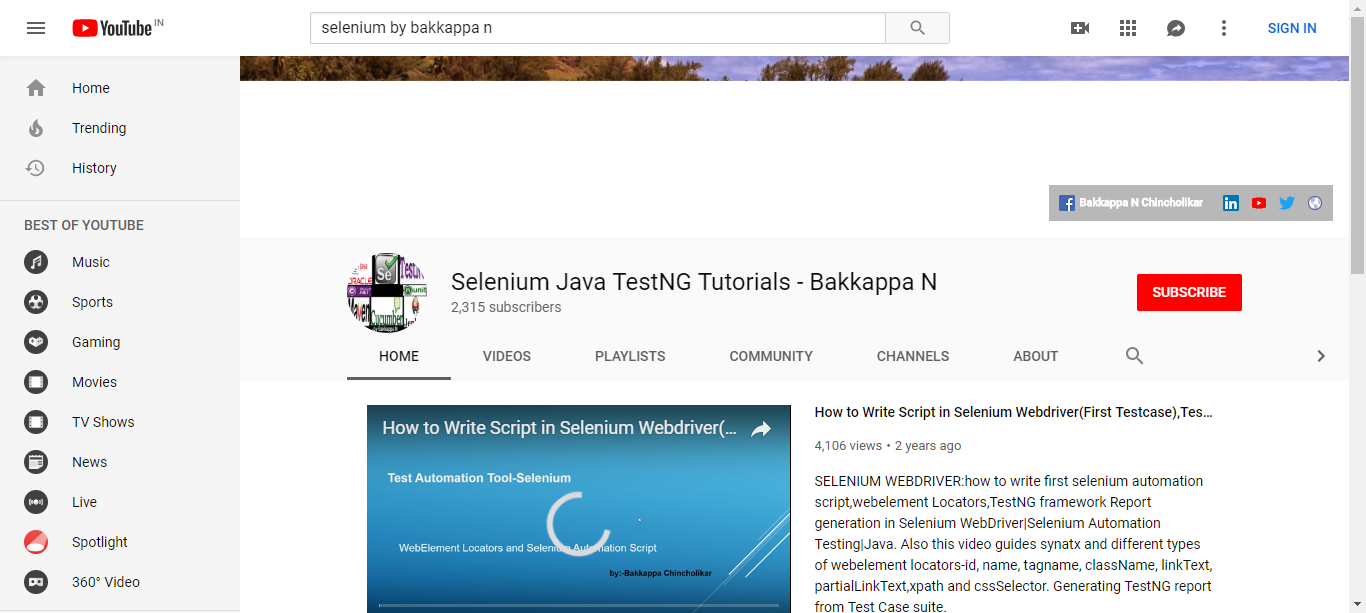 YouTube IN
selenium by bakkappa n
SIGN IN
Home
Trending
History
BEST OF YOUTUBE
Music
Sports
Gaming
Movies
TV Shows
News
Live
Spotlight
360° Video
Bakkappa N Chincholikar
Selenium Java TestNG Tutorials - Bakkappa N
2,315 subscribers
SUBSCRIBE
HOME VIDEOS PLAYLISTS COMMUNITY CHANNELS ABOUT
How to Write Script in Selenium Webdriver(...
Test Automation Tool-Selenium
WebElement Locators and Selenium Automation Script
by:-Bakkappa Chincholikar
How to Write Script in Selenium Webdriver(First Testcase),Tes...
4,106 views • 2 years ago
SELENIUM WEBDRIVER:how to write first selenium automation
script,webelement Locators,TestNG framework Report
generation in Selenium WebDriver|Selenium Automation
Testing|Java. Also this video guides synatx and different types
of webelement locators-id, name, tagname, className, linkText,
partialLinkText,xpath and cssSelector. Generating TestNG report
from Test Case suite.